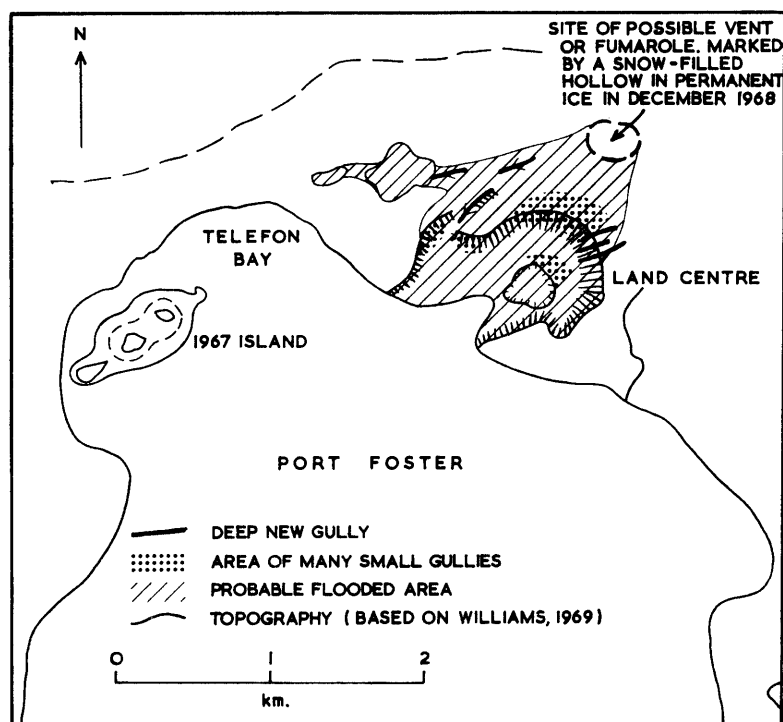 N
SITE OF POSSIBLE VENT
OR FUMAROLE. MARKED
BY A SNOW-FILLED
HOLLOW IN PERMANENT
ICE IN DECEMBER 1968
TELEFON
BAY
LAND CENTRE
1967 ISLAND
PORT FOSTER
DEEP NEW GULLY
AREA OF MANY SMALL GULLIES
PROBABLE FLOODED AREA
TOPOGRAPHY (BASED ON WILLIAMS, 1969)
0 1 2
km.